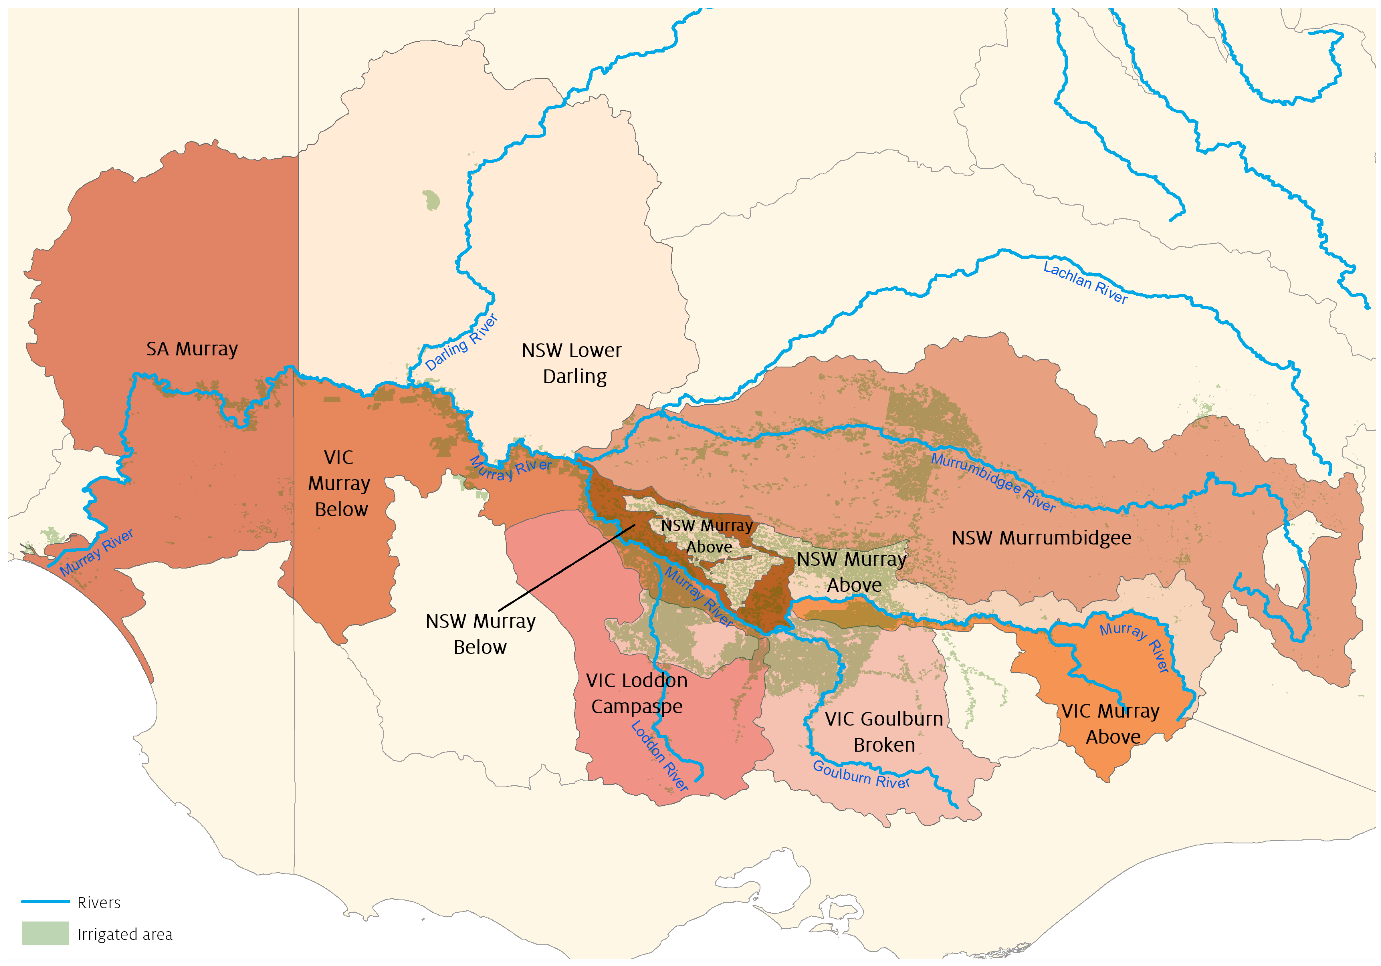 Lachlan River
Darling River
SA Murray
NSW Lower
Darling
VIC
Murray
Below
Murray River
Murrumbidgee River
NSW Murray
Above
NSW Murrumbidgee
NSW Murray
Above
Murray River
Murray River
NSW Murray
Below
Murray River
VIC Loddon
Campaspe
VIC Goulburn
Broken
VIC Murray
Above
Loddon River
Goulburn River
Rivers
Irrigated area